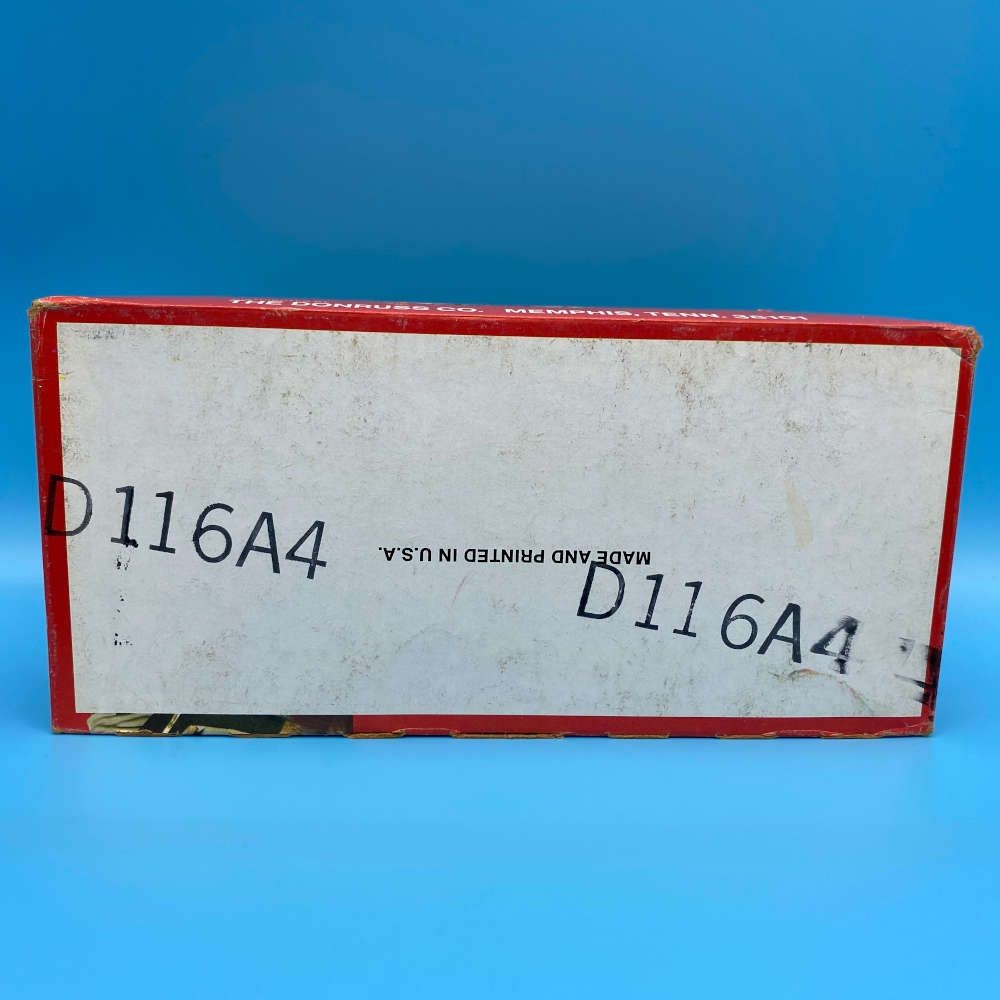 THE DONRUSS CO. MEMPHIS, TENN. 38101
D116A4
MADE AND PRINTED IN U.S.A.
D116A4